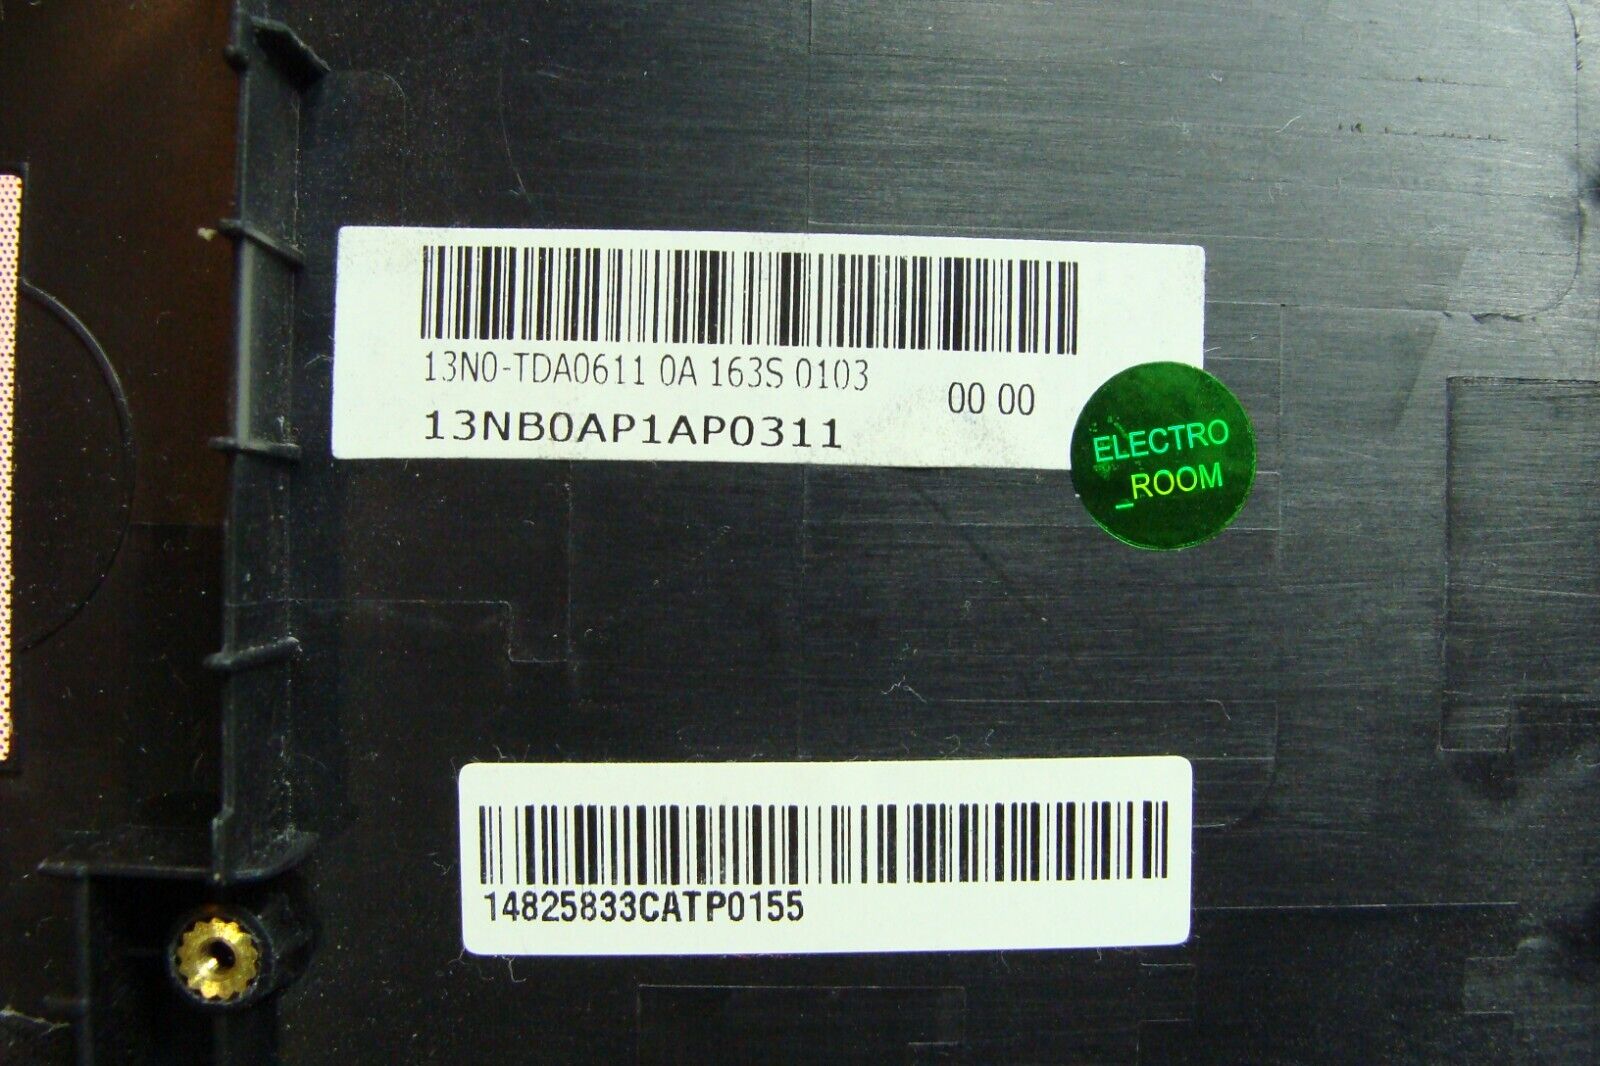 13N0-TDA0611 0A 163S 0103
00 00
13NB0AP1AP0311
ELECTRO
_ROOM
14825833CATP0155